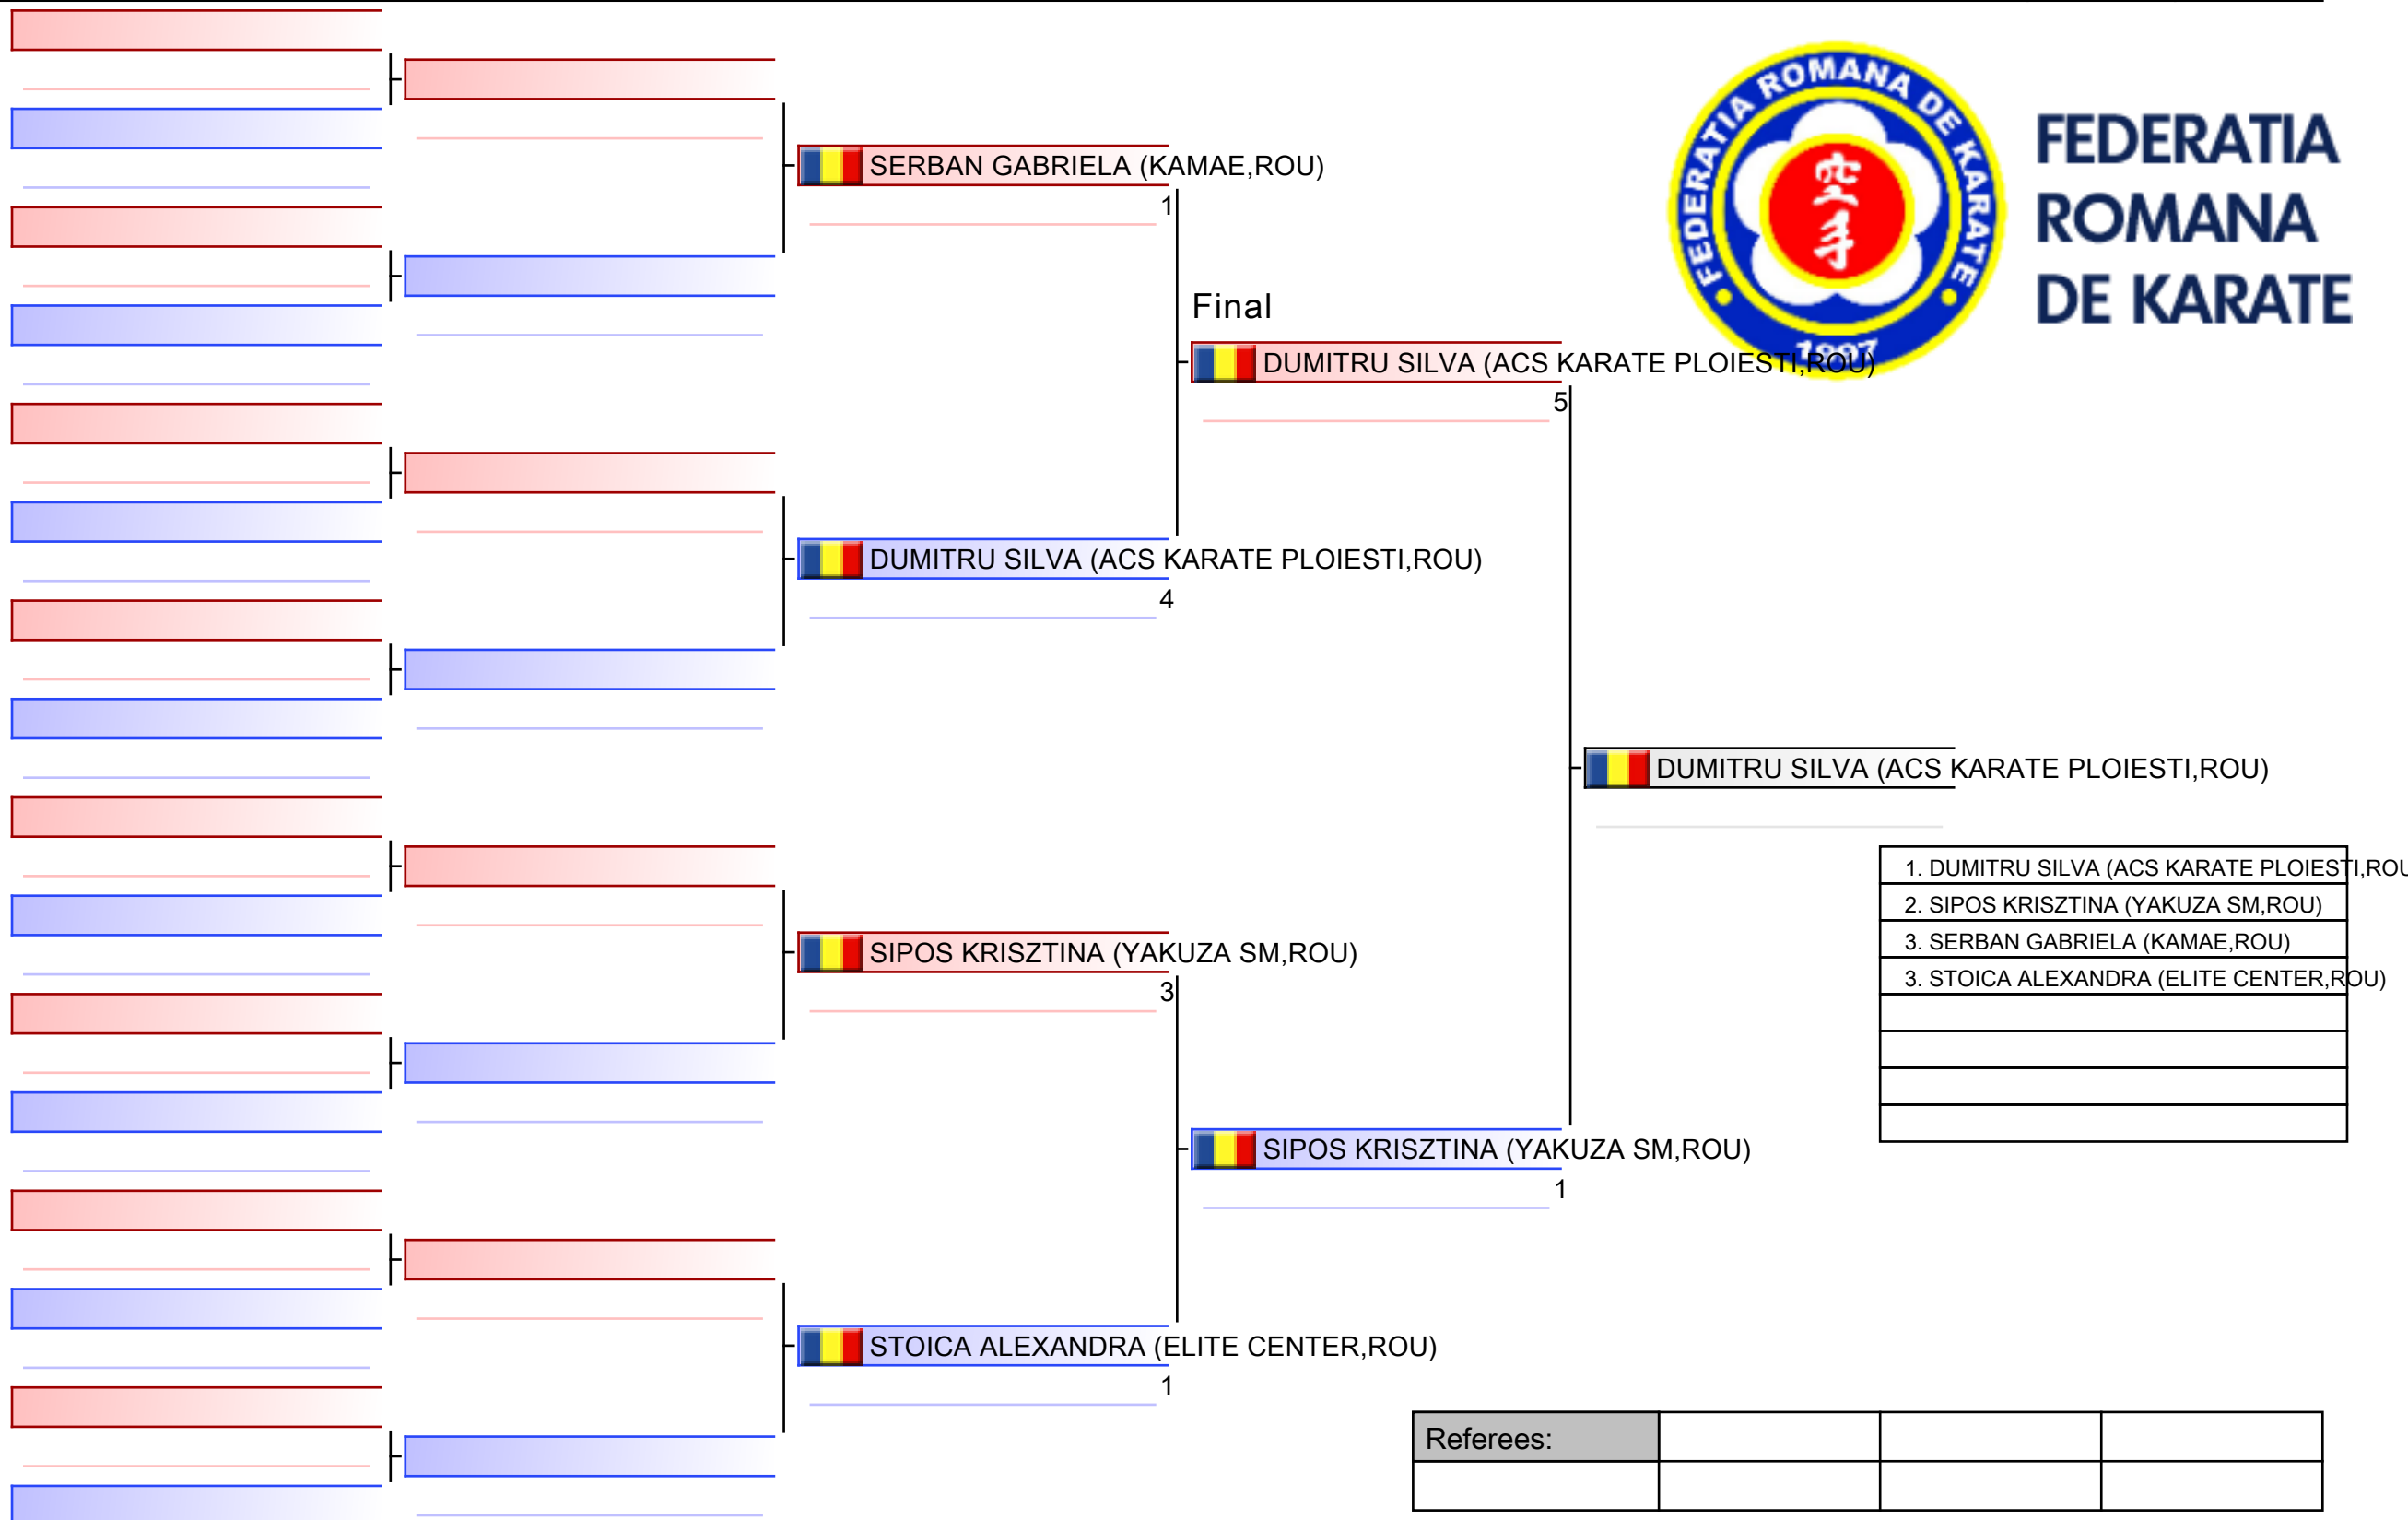 FEDERATIA ROMANA DE KARATE
空手
1997
FEDERATIA
ROMANA
DE KARATE
SERBAN GABRIELA (KAMAE,ROU)
1
Final
DUMITRU SILVA (ACS KARATE PLOIESTI,ROU)
5
DUMITRU SILVA (ACS KARATE PLOIESTI,ROU)
4
DUMITRU SILVA (ACS KARATE PLOIESTI,ROU)
1. DUMITRU SILVA (ACS KARATE PLOIESTI,ROU
2. SIPOS KRISZTINA (YAKUZA SM,ROU)
3. SERBAN GABRIELA (KAMAE,ROU)
3. STOICA ALEXANDRA (ELITE CENTER,ROU)
SIPOS KRISZTINA (YAKUZA SM,ROU)
3
SIPOS KRISZTINA (YAKUZA SM,ROU)
1
STOICA ALEXANDRA (ELITE CENTER,ROU)
1
Referees: